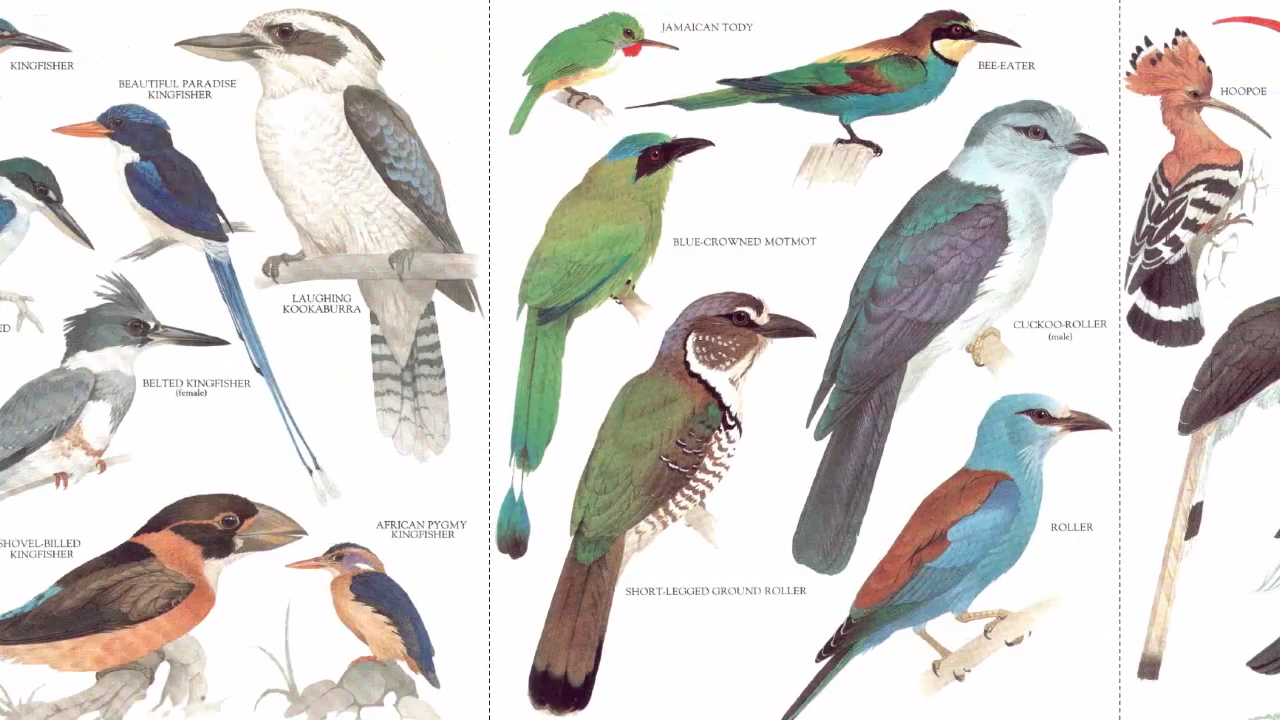 KINGFISHER
BEAUTIFUL PARADISE
KINGFISHER
LAUGHING
KOOKABURRA
ED
BELTED KINGFISHER
(female)
SHOVEL-BILLED
KINGFISHER
AFRICAN PYGMY
KINGFISHER
JAMAICAN TODY
BEE-EATER
BLUE-CROWNED MOTMOT
CUCKOO-ROLLER
(male)
ROLLER
SHORT-LEGGED GROUND ROLLER
HOOPOE